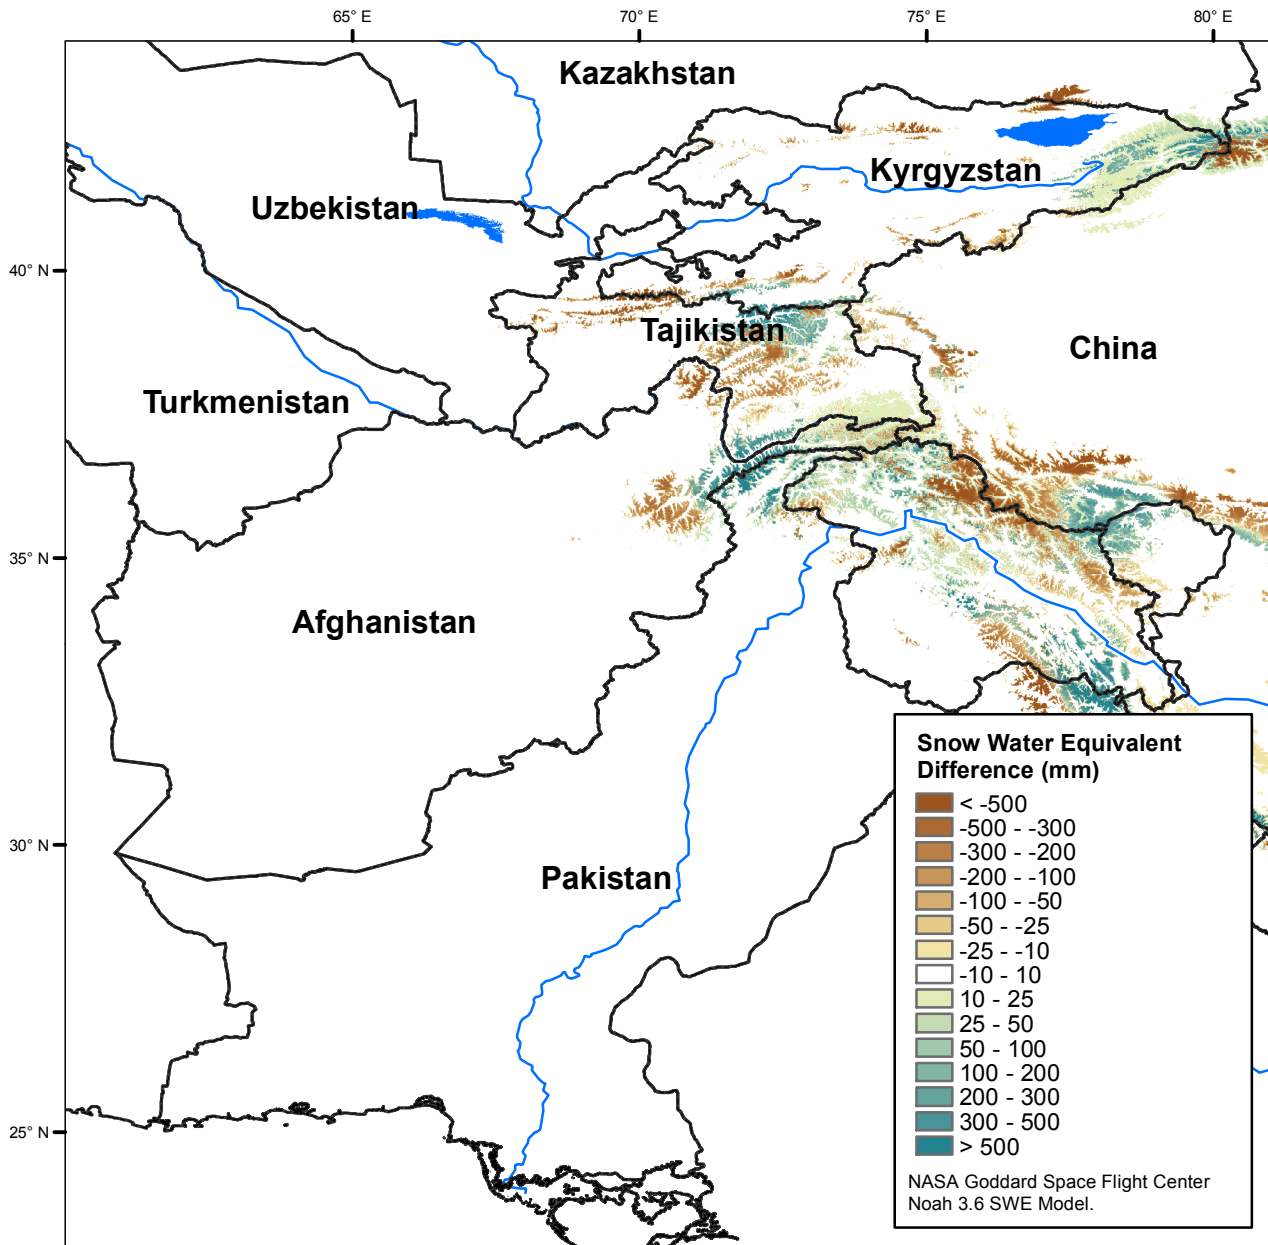 65° E
70° E
75° E
80° E
Kazakhstan
Kyrgyzstan
Uzbekistan
40° N
Tajikistan
China
Turkmenistan
35° N
Afghanistan
Snow Water Equivalent
Difference (mm)
< -500
-500 - -300
-300 - -200
-200 - -100
-100 - -50
-50 - -25
-25 - -10
-10 - 10
10 - 25
25 - 50
50 - 100
100 - 200
200 - 300
300 - 500
> 500
NASA Goddard Space Flight Center
Noah 3.6 SWE Model.
30° N
Pakistan
25° N